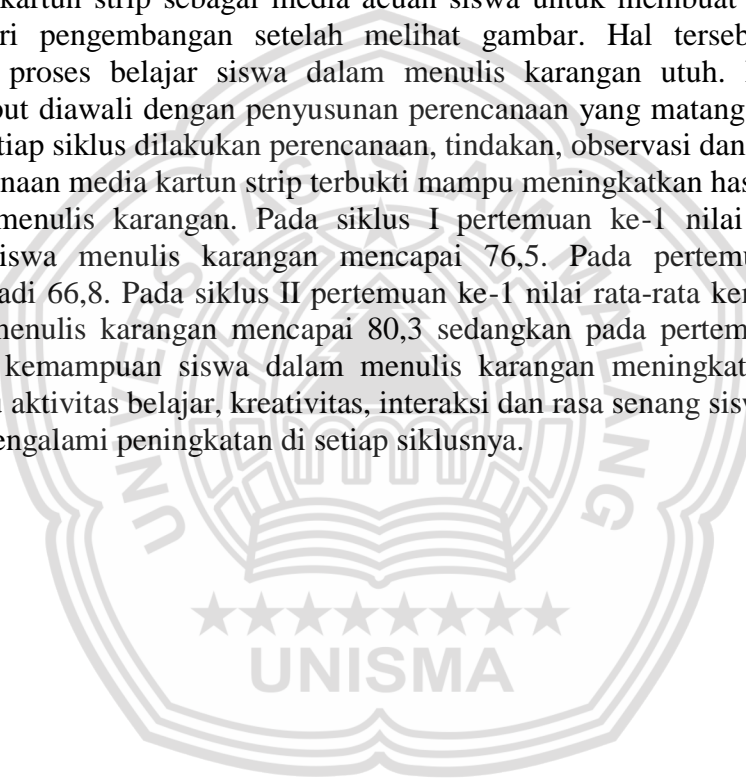 kartun strip sebagai media acuan siswa untuk membuat
ri pengembangan setelah melihat gambar. Hal terseb
proses belajar siswa dalam menulis karangan utuh.
but diawali dengan penyusunan perencanaan yang matang
tiap siklus dilakukan perencanaan, tindakan, observasi dan
naan media kartun strip terbukti mampu meningkatkan has
menulis karangan. Pada siklus I pertemuan ke-1 nilai
iswa menulis karangan mencapai 76,5. Pada pertemu
adi 66,8. Pada siklus II pertemuan ke-1 nilai rata-rata ker
menulis karangan mencapai 80,3 sedangkan pada pertem
kemampuan siswa dalam menulis karangan meningkat
u aktivitas belajar, kreativitas, interaksi dan rasa senang sisw
engalami peningkatan di setiap siklusnya.
UNIVERSITAS ISLAM MALANG
UNISMA